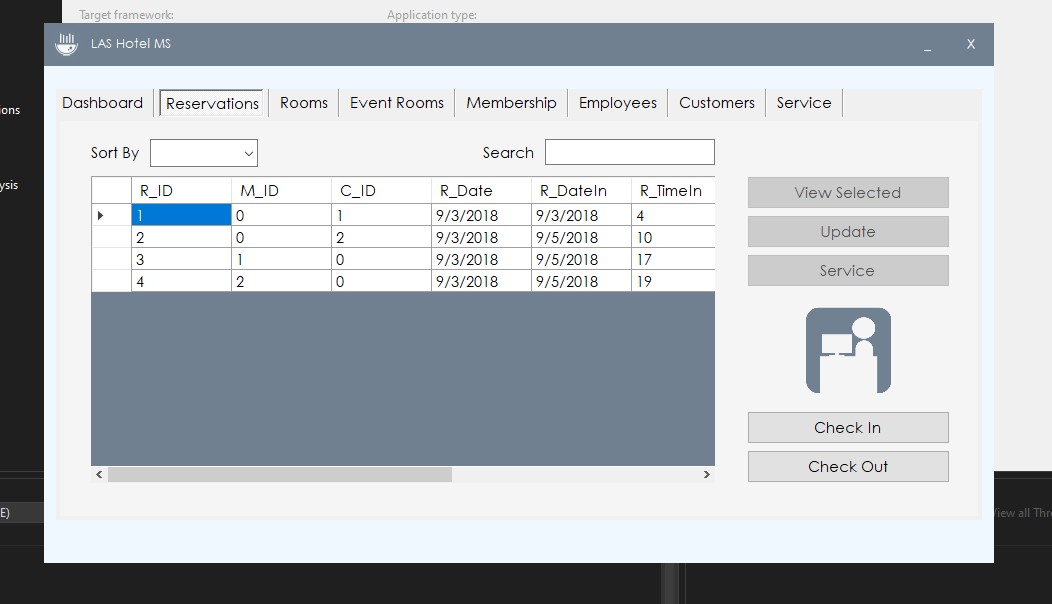 Target framework: Application type:
LAS Hotel MS _ X
ions
Dashboard Reservations Rooms Event Rooms Membership Employees Customers Service
Sort By Search
ysis
R_ID M_ID C_ID R_Date R_DateIn R_TimeIn
1 0 1 9/3/2018 9/3/2018 4
2 0 2 9/3/2018 9/5/2018 10
3 1 0 9/3/2018 9/5/2018 17
4 2 0 9/3/2018 9/5/2018 19
View Selected
Update
Service
Check In
Check Out
E)
View all Thre